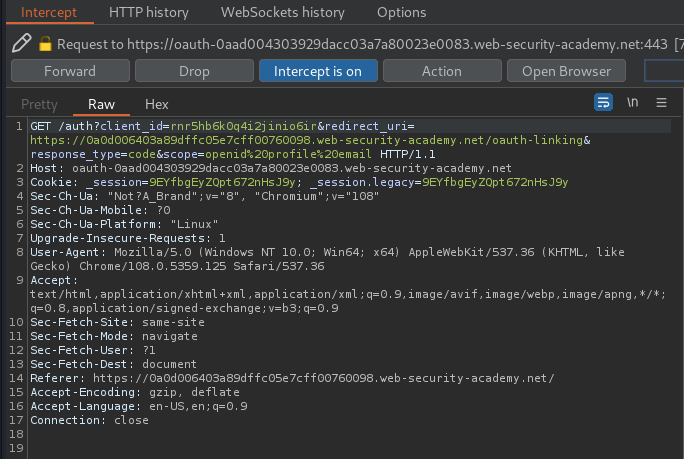 Intercept HTTP history WebSockets history Options
Request to https://oauth-0aad004303929dacc03a7a80023e0083.web-security-academy.net:443 [7
Forward Drop Intercept is on Action Open Browser
Pretty Raw Hex \n
1 GET /auth?client_id=rnr5hb6k0q4i2jinio6ir&redirect_uri=
https://0a0d006403a89dffc05e7cff00760098.web-security-academy.net/oauth-linking&
response_type=code&scope=openid%20profile%20email HTTP/1.1
2 Host: oauth-0aad004303929dacc03a7a80023e0083.web-security-academy.net
3 Cookie: _session=9EYfbgEyZQpt672nHsJ9y; _session.legacy=9EYfbgEyZQpt672nHsJ9y
4 Sec-Ch-Ua: "Not?A_Brand";v="8", "Chromium";v="108"
5 Sec-Ch-Ua-Mobile: ?0
6 Sec-Ch-Ua-Platform: "Linux"
7 Upgrade-Insecure-Requests: 1
8 User-Agent: Mozilla/5.0 (Windows NT 10.0; Win64; x64) AppleWebKit/537.36 (KHTML, like
Gecko) Chrome/108.0.5359.125 Safari/537.36
9 Accept:
text/html,application/xhtml+xml,application/xml;q=0.9,image/avif,image/webp,image/apng,*/*;
q=0.8,application/signed-exchange;v=b3;q=0.9
10 Sec-Fetch-Site: same-site
11 Sec-Fetch-Mode: navigate
12 Sec-Fetch-User: ?1
13 Sec-Fetch-Dest: document
14 Referer: https://0a0d006403a89dffc05e7cff00760098.web-security-academy.net/
15 Accept-Encoding: gzip, deflate
16 Accept-Language: en-US,en;q=0.9
17 Connection: close
18
19